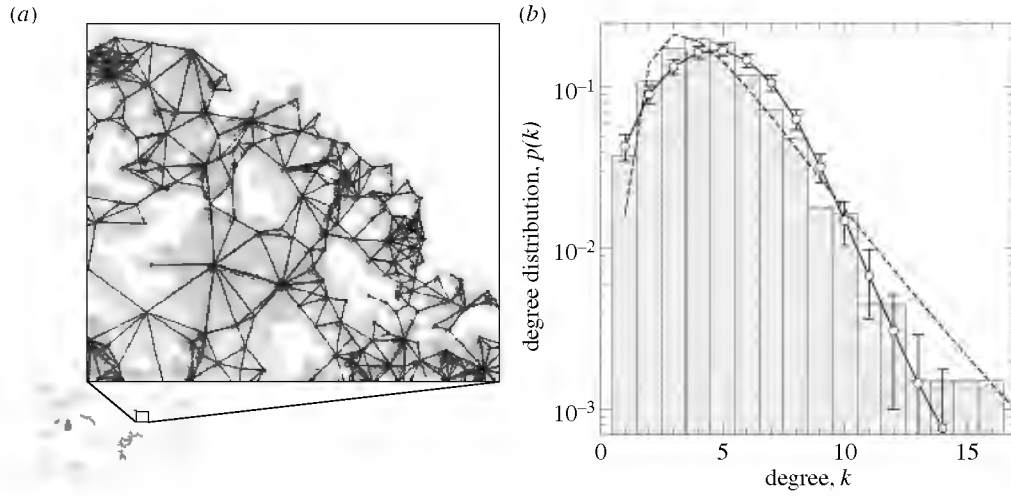 (a)
(b)
degree distribution, p(k)
10⁻¹
10⁻²
10⁻³
0
5
10
15
degree, k